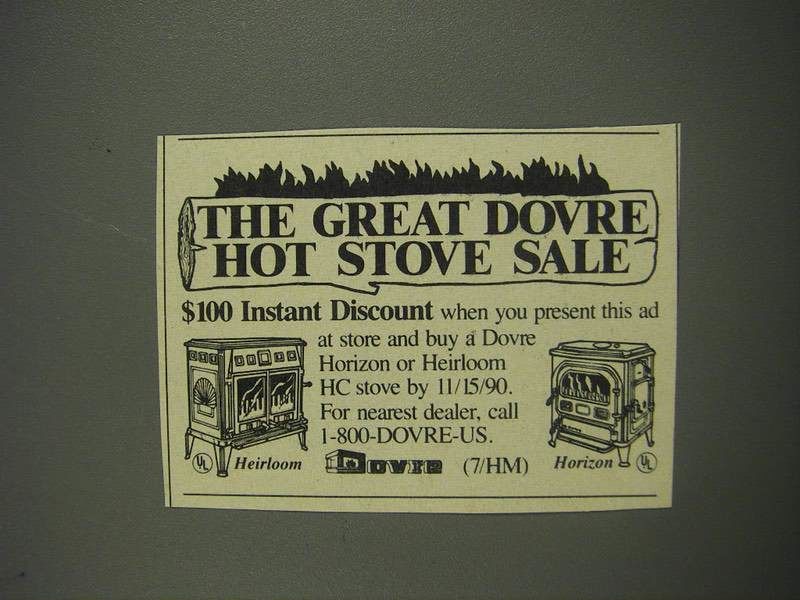 THE GREAT DOVRE
HOT STOVE SALE
$100 Instant Discount when you present this ad
at store and buy a Dovre
Horizon or Heirloom
HC stove by 11/15/90.
For nearest dealer, call
1-800-DOVRE-US.
UL Heirloom DOVRE (7/HM) Horizon UL